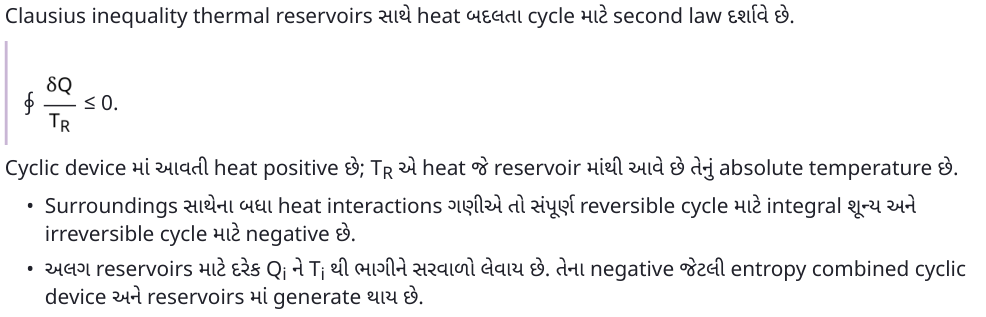 Clausius inequality thermal reservoirs સાથે heat બદલતા cycle માટે second law દર્શાવે છે.
∮ δQ/T_R ≤ 0.
Cyclic device માં આવતી heat positive છે; T_R એ heat જે reservoir માંથી આવે છે તેનું absolute temperature છે.
• Surroundings સાથેના બધા heat interactions ગણીએ તો સંપૂર્ણ reversible cycle માટે integral શૂન્ય અને
irreversible cycle માટે negative છે.
• અલગ reservoirs માટે દરેક Q_i ને T_i થી ભાગીને સરવાળો લેવાય છે. તેના negative જેટલી entropy combined cyclic
device અને reservoirs માં generate થાય છે.